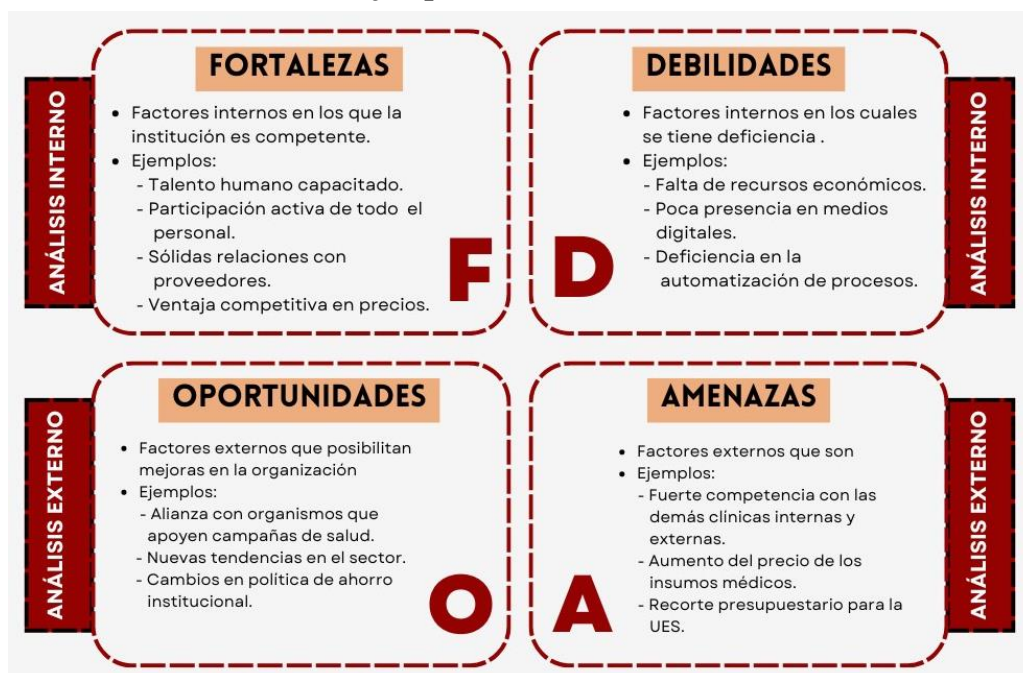 FORTALEZAS
ANÁLISIS INTERNO
• Factores internos en los que la
institución es competente.
• Ejemplos:
- Talento humano capacitado.
- Participación activa de todo el
personal.
- Sólidas relaciones con
proveedores.
- Ventaja competitiva en precios.
F
DEBILIDADES
• Factores internos en los cuales
se tiene deficiencia .
• Ejemplos:
- Falta de recursos económicos.
- Poca presencia en medios
digitales.
- Deficiencia en la
automatización de procesos.
D
ANÁLISIS INTERNO
OPORTUNIDADES
ANÁLISIS EXTERNO
• Factores externos que posibilitan
mejoras en la organización
• Ejemplos:
- Alianza con organismos que
apoyen campañas de salud.
- Nuevas tendencias en el sector.
- Cambios en política de ahorro
institucional.
O
AMENAZAS
• Factores externos que son
• Ejemplos:
- Fuerte competencia con las
demás clínicas internas y
externas.
- Aumento del precio de los
insumos médicos.
- Recorte presupuestario para la
UES.
A
ANÁLISIS EXTERNO